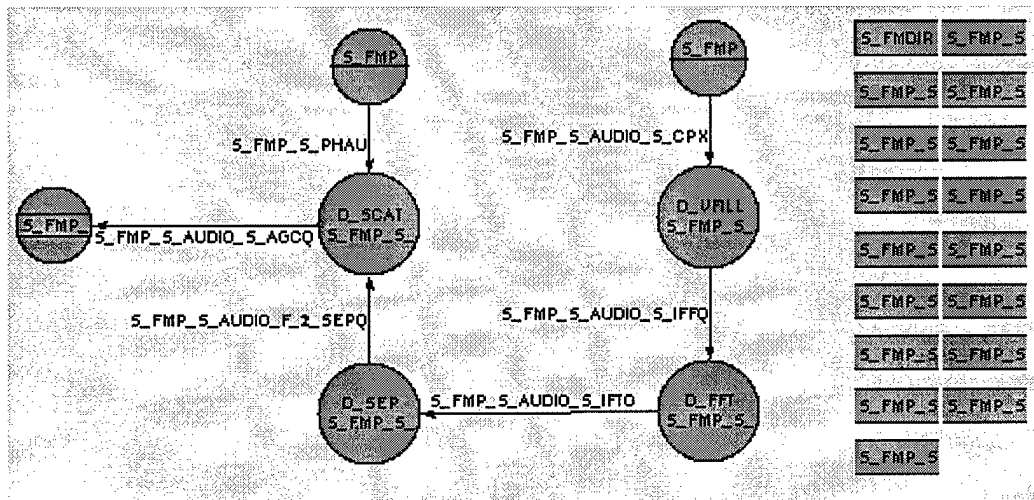 S_FMP
S_FMP
S_FMDIR S_FMP_S
S_FMP_S S_FMP_S
S_FMP_S_PHAU
S_FMP_S_AUDIO_S_CPX
S_FMP_S S_FMP_S
S_FMP_
D_SCAT
S_FMP_S_
D_VALL
S_FMP_S_
S_FMP_S S_FMP_S
S_FMP_S_AUDIO_S_AGCQ
S_FMP_S S_FMP_S
S_FMP_S_AUDIO_F_2_SEPQ
S_FMP_S_AUDIO_S_IFFQ
S_FMP_S S_FMP_S
S_FMP_S S_FMP_S
D_SEP
S_FMP_S_
S_FMP_S_AUDIO_S_IFTO
D_FFT
S_FMP_S_
S_FMP_S S_FMP_S
S_FMP_S